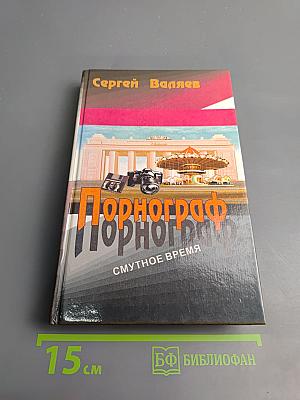 Сергей Валяев
Порнограф
Порнограф
СМУТНОЕ ВРЕМЯ
15 см
БФ БИБЛИОФАН